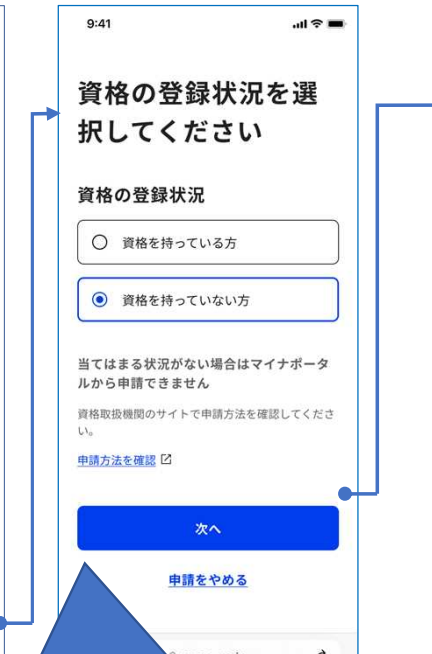 9:41
資格の登録状況を選
択してください
資格の登録状況
資格を持っている方
資格を持っていない方
当てはまる状況がない場合はマイナポータ
ルから申請できません
資格取扱機関のサイトで申請方法を確認してくださ
い。
申請方法を確認
次へ
申請をやめる